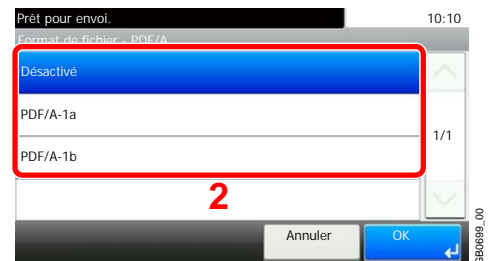 Prêt pour envoi. 10:10
Format de fichier - PDF/A
Désactivé
PDF/A-1a
1/1
PDF/A-1b
2
Annuler OK
GB0699_00